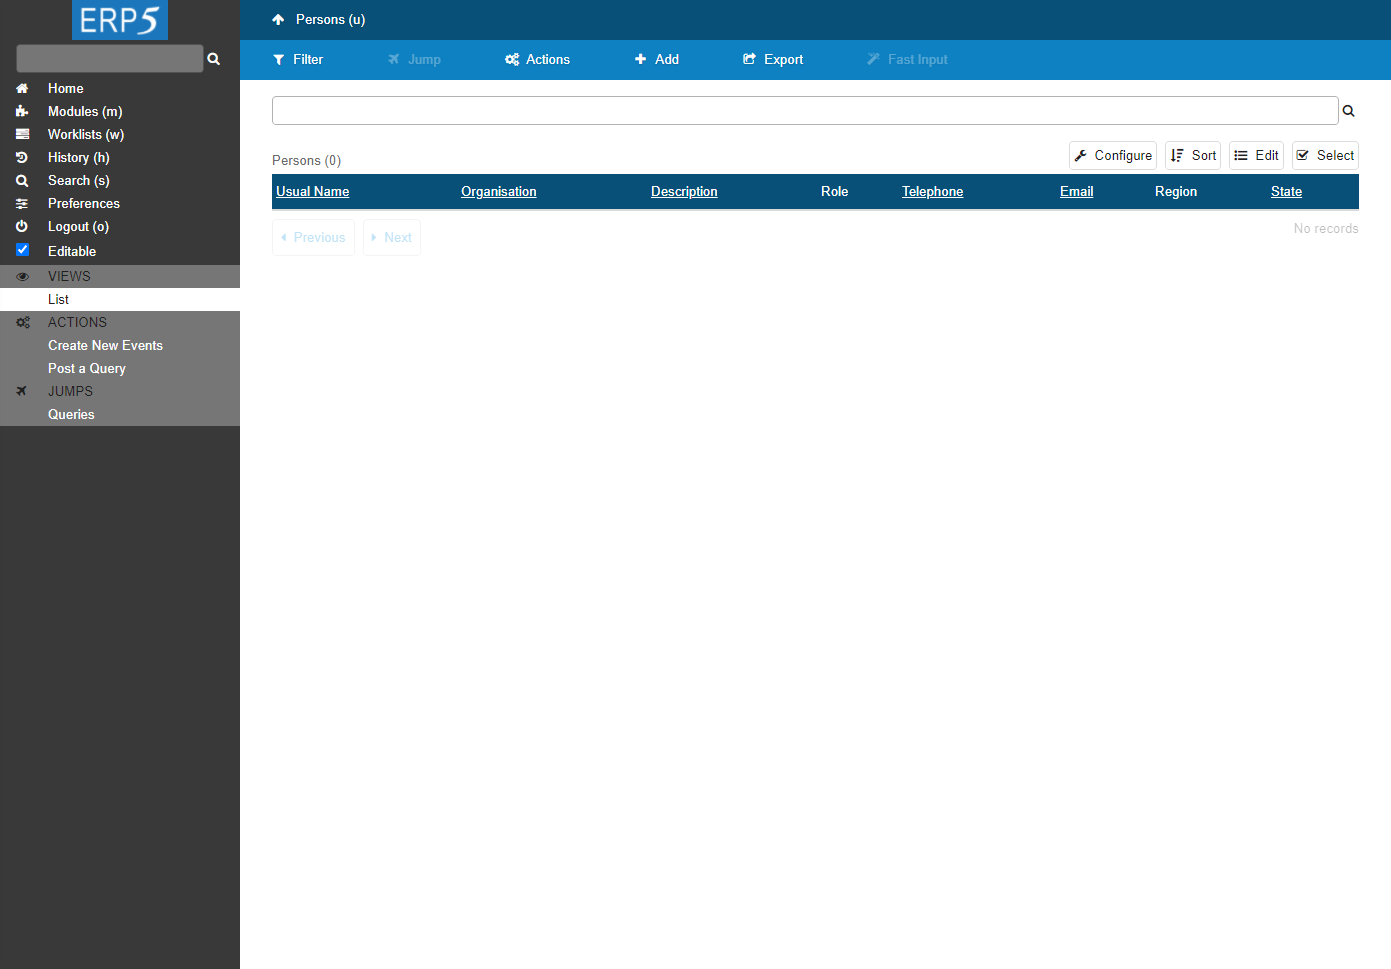 ERP5
Home
Modules (m)
Worklists (w)
History (h)
Search (s)
Preferences
Logout (o)
Editable
VIEWS
List
ACTIONS
Create New Events
Post a Query
JUMPS
Queries
Persons (u)
Filter Jump Actions Add Export Fast Input
Persons (0)
Configure Sort Edit Select
Usual Name Organisation Description Role Telephone Email Region State
Previous Next
No records